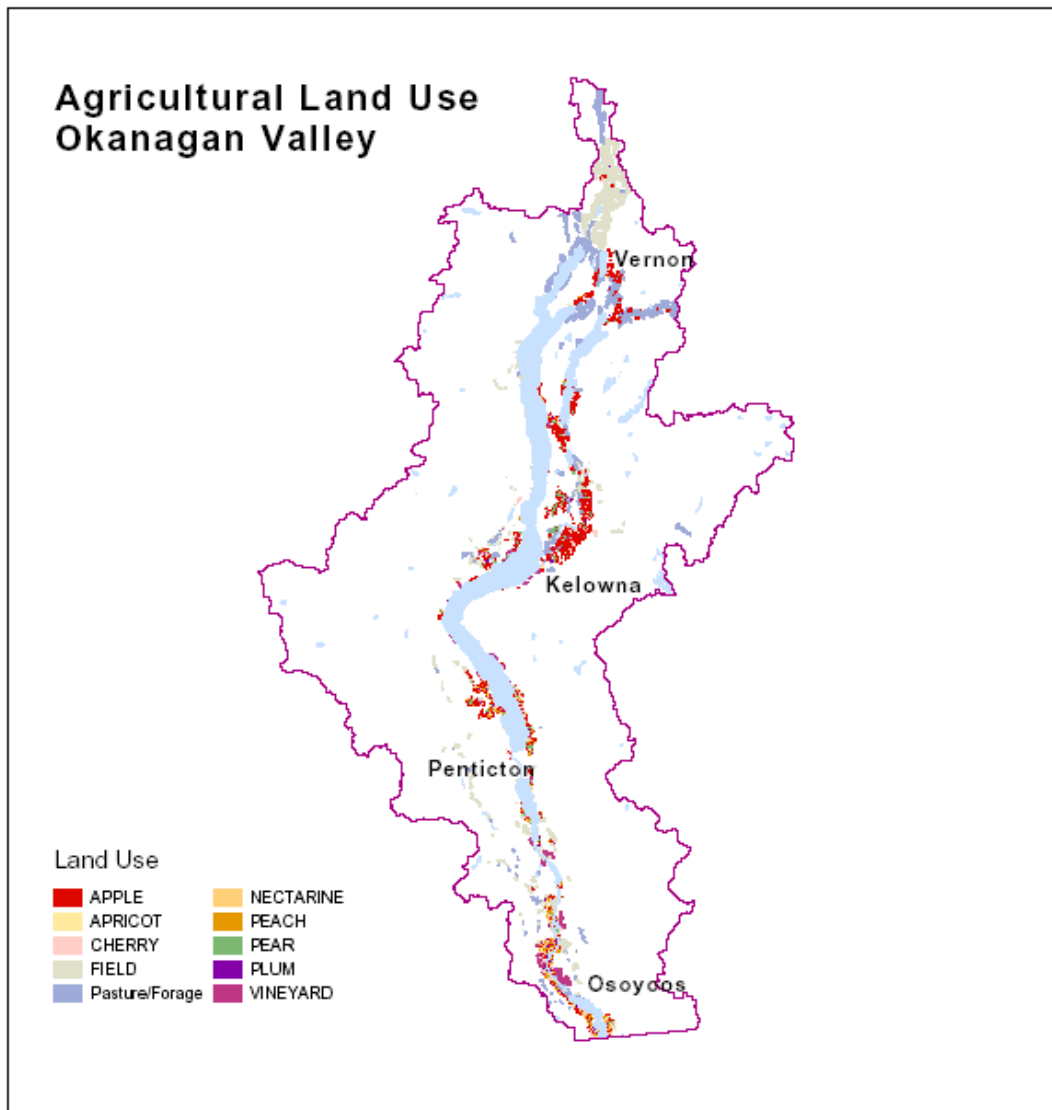 Agricultural Land Use
Okanagan Valley
Vernon
Kelowna
Penticton
Osoyoos
Land Use
APPLE
APRICOT
CHERRY
FIELD
Pasture/Forage
NECTARINE
PEACH
PEAR
PLUM
VINEYARD